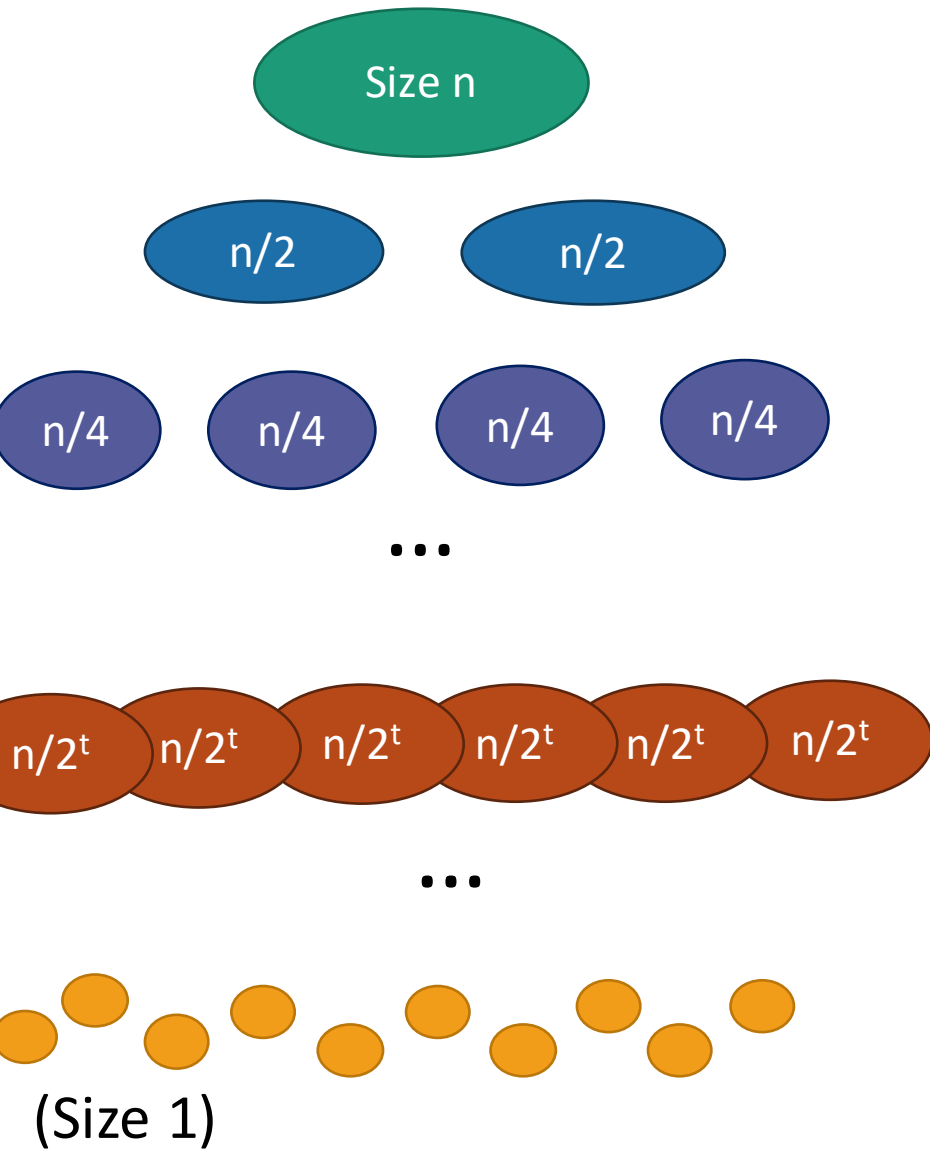 Size n
n/2 n/2
n/4 n/4 n/4 n/4
...
n/2ᵗ n/2ᵗ n/2ᵗ n/2ᵗ n/2ᵗ n/2ᵗ
...
(Size 1)